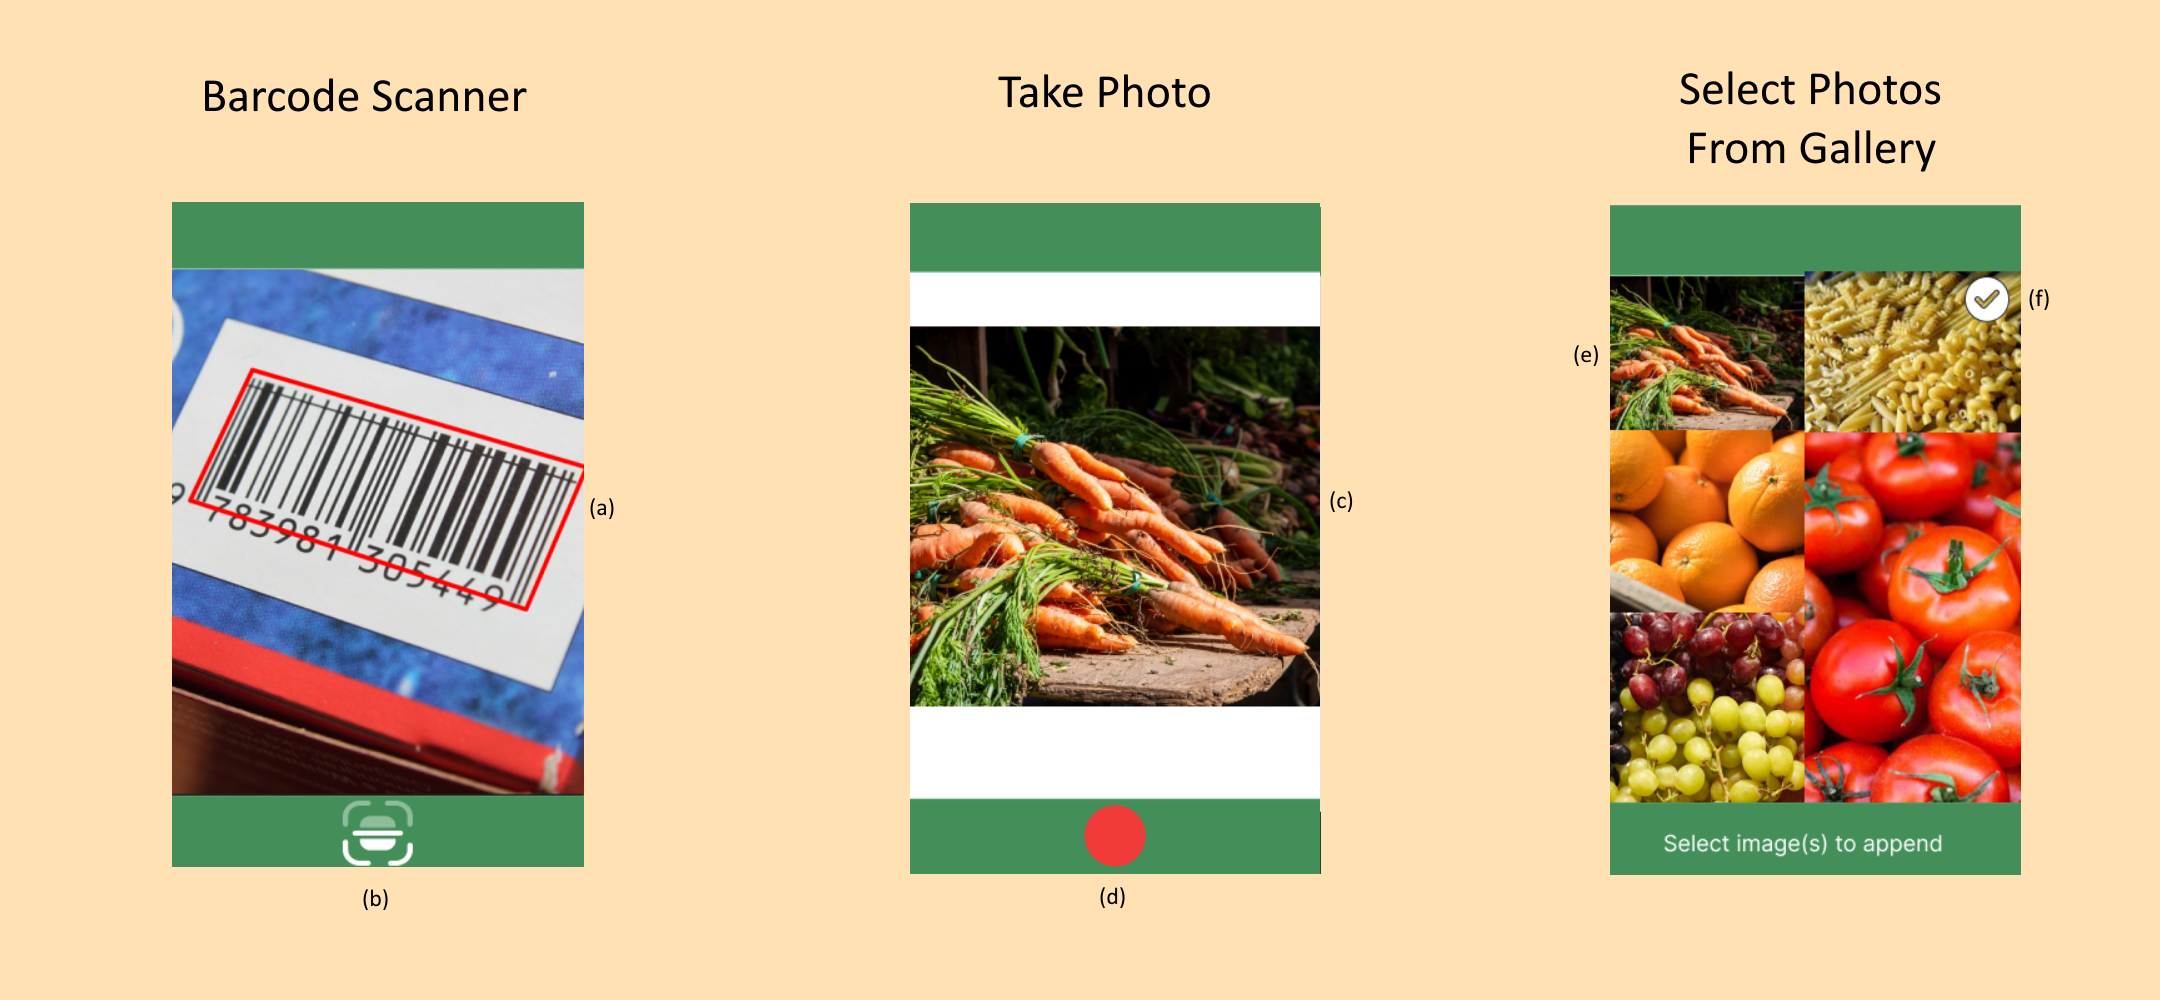 Barcode Scanner
Take Photo
Select Photos
From Gallery
(a)
9 783981 305449
(b)
(c)
(d)
(e)
(f)
Select image(s) to append